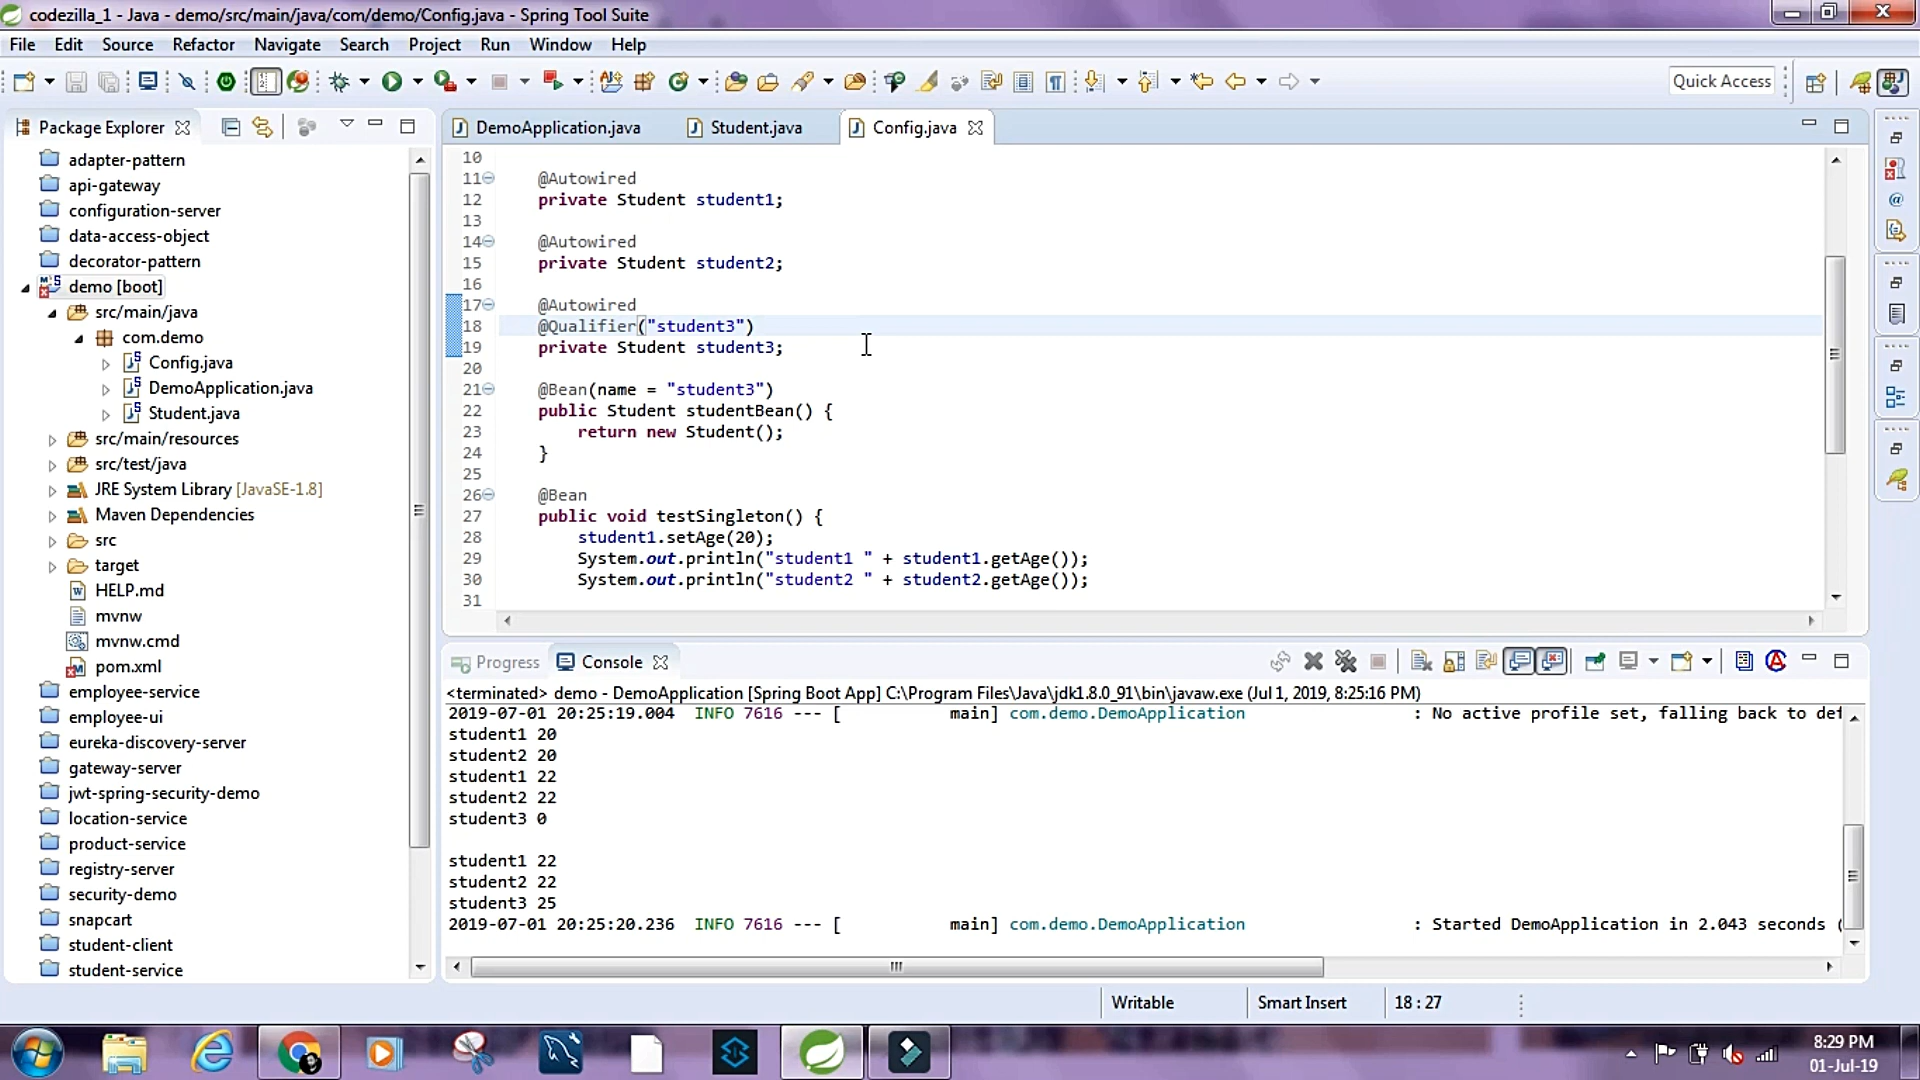 codezilla_1 - Java - demo/src/main/java/com/demo/Config.java - Spring Tool Suite
File Edit Source Refactor Navigate Search Project Run Window Help
Quick Access
Package Explorer
adapter-pattern
api-gateway
configuration-server
data-access-object
decorator-pattern
demo [boot]
src/main/java
com.demo
Config.java
DemoApplication.java
Student.java
src/main/resources
src/test/java
JRE System Library [JavaSE-1.8]
Maven Dependencies
src
target
HELP.md
mvnw
mvnw.cmd
pom.xml
employee-service
employee-ui
eureka-discovery-server
gateway-server
jwt-spring-security-demo
location-service
product-service
registry-server
security-demo
snapcart
student-client
student-service
DemoApplication.java Student.java Config.java
10
11 @Autowired
12 private Student student1;
13
14 @Autowired
15 private Student student2;
16
17 @Autowired
18 @Qualifier("student3")
19 private Student student3;
20
21 @Bean(name = "student3")
22 public Student studentBean() {
23 return new Student();
24 }
25
26 @Bean
27 public void testSingleton() {
28 student1.setAge(20);
29 System.out.println("student1 " + student1.getAge());
30 System.out.println("student2 " + student2.getAge());
31
Progress Console
<terminated> demo - DemoApplication [Spring Boot App] C:\Program Files\Java\jdk1.8.0_91\bin\javaw.exe (Jul 1, 2019, 8:25:16 PM)
2019-07-01 20:25:19.004 INFO 7616 --- [ main] com.demo.DemoApplication : No active profile set, falling back to def
student1 20
student2 20
student1 22
student2 22
student3 0
student1 22
student2 22
student3 25
2019-07-01 20:25:20.236 INFO 7616 --- [ main] com.demo.DemoApplication : Started DemoApplication in 2.043 seconds (
Writable Smart Insert 18 : 27
8:29 PM
01-Jul-19